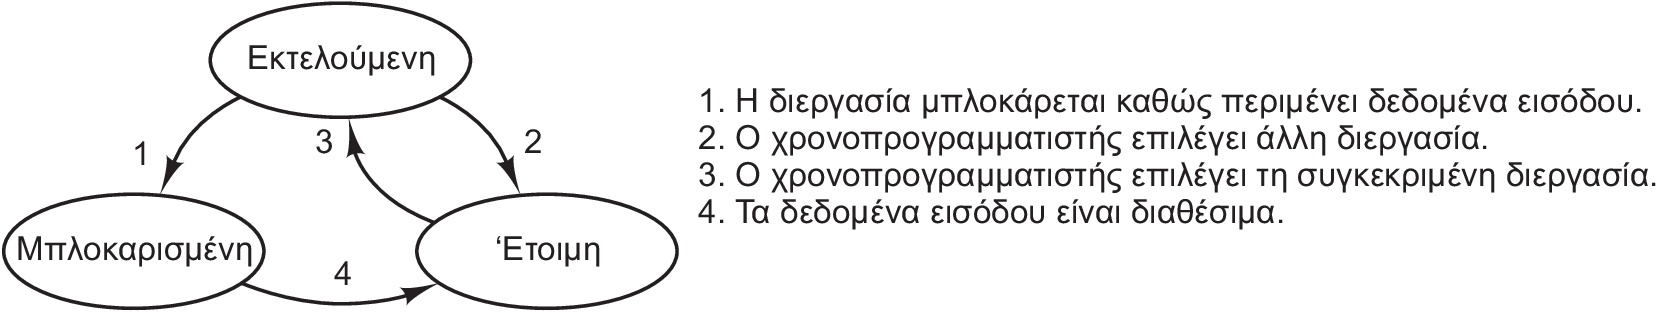 Εκτελούμενη
1
3
2
Μπλοκαρισμένη
‘Ετοιμη
4
1. Η διεργασία μπλοκάρεται καθώς περιμένει δεδομένα εισόδου.
2. Ο χρονοπρογραμματιστής επιλέγει άλλη διεργασία.
3. Ο χρονοπρογραμματιστής επιλέγει τη συγκεκριμένη διεργασία.
4. Τα δεδομένα εισόδου είναι διαθέσιμα.